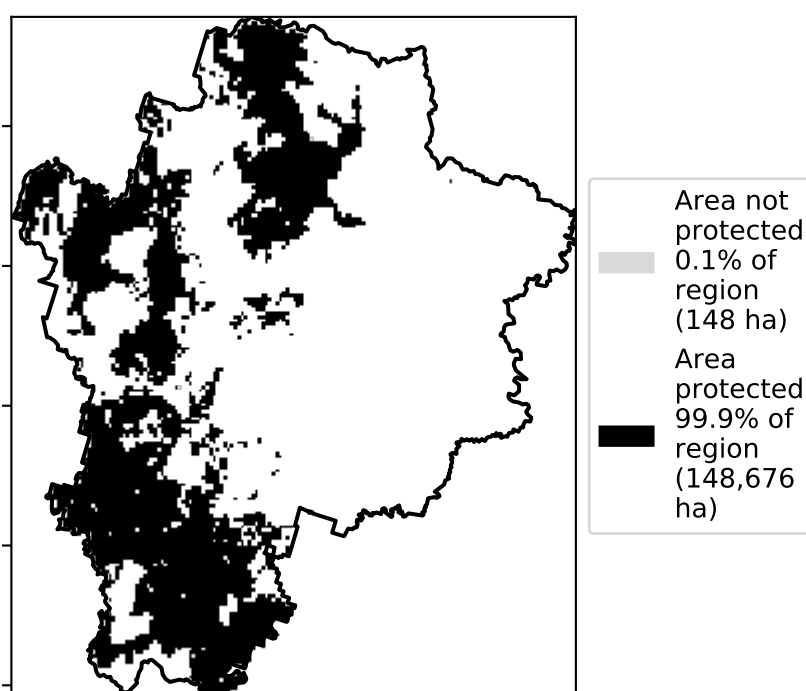 Area not
protected
0.1% of
region
(148 ha)
Area
protected
99.9% of
region
(148,676
ha)